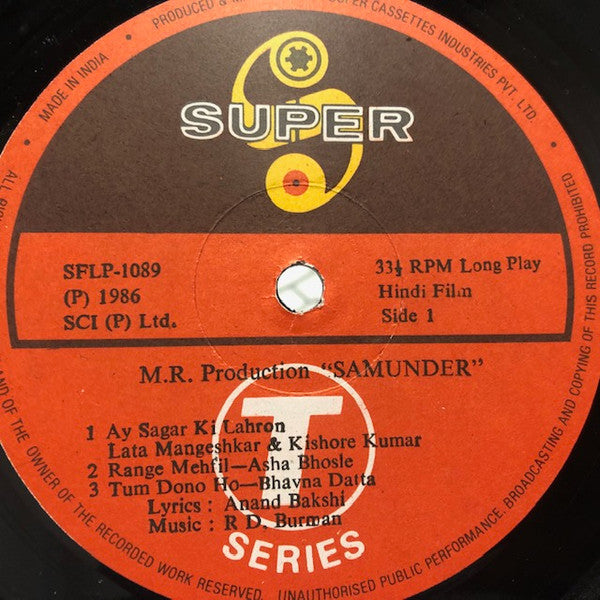 PRODUCED & M
SUPER CASSETTES INDUSTRIES PVT. LTD.
MADE IN INDIA
SUPER
SFLP-1089
(P) 1986
SCI (P) Ltd.
33⅓ RPM Long Play
Hindi Film
Side 1
M.R. Production "SAMUNDER"
1 Ay Sagar Ki Lahron
Lata Mangeshkar & Kishore Kumar
2 Range Mehfil—Asha Bhosle
3 Tum Dono Ho—Bhavna Datta
Lyrics : Anand Bakshi
Music : R D. Burman
T
SERIES
ALL
AND OF THE OWNER OF THE RECORDED WORK RESERVED. UNAUTHORISED PUBLIC PERFORMANCE, BROADCASTING AND COPYING OF THIS RECORD PROHIBITED